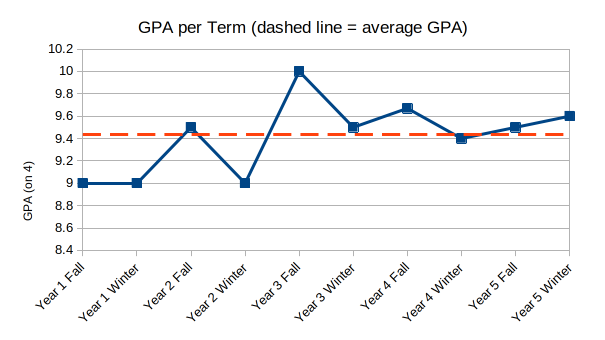 GPA per Term (dashed line = average GPA)
GPA (on 4)
10.2
10
9.8
9.6
9.4
9.2
9
8.8
8.6
8.4
Year 1 Fall
Year 1 Winter
Year 2 Fall
Year 2 Winter
Year 3 Fall
Year 3 Winter
Year 4 Fall
Year 4 Winter
Year 5 Fall
Year 5 Winter